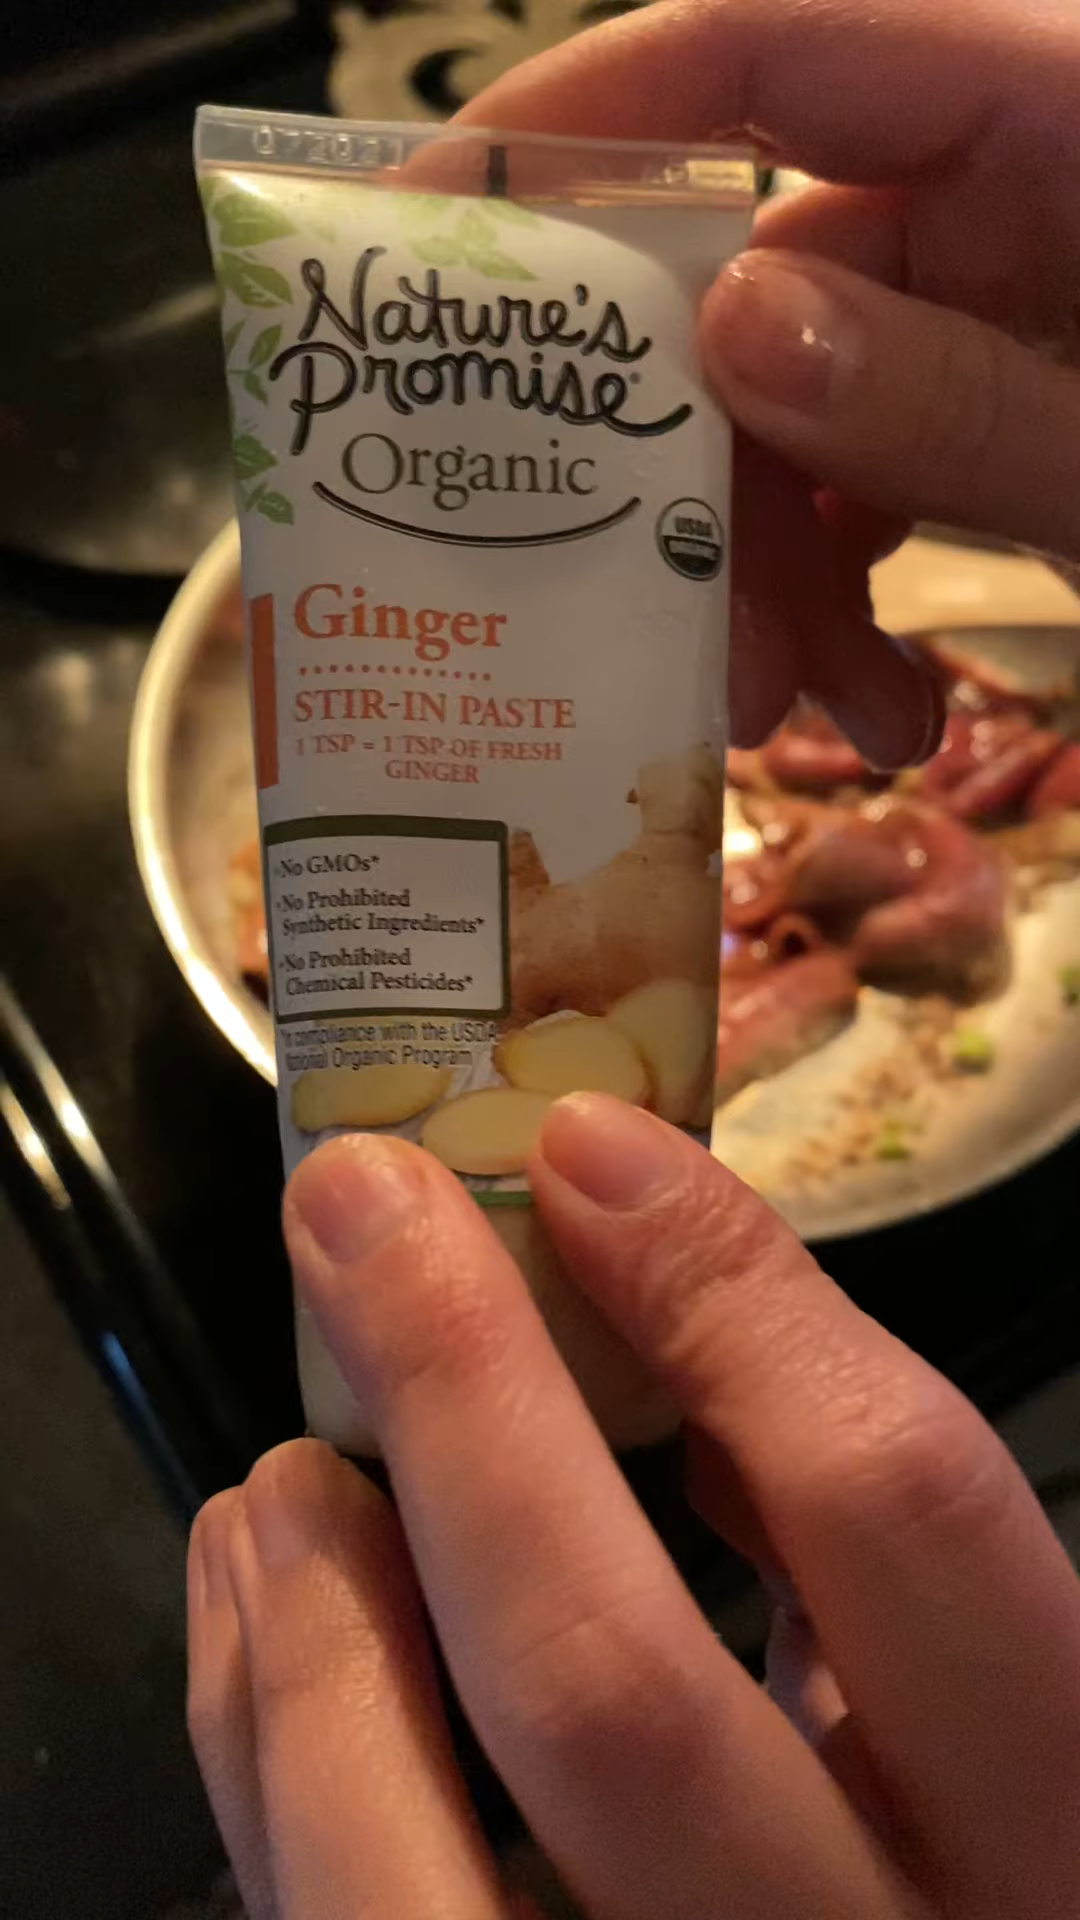 Nature's
Promise
Organic
USDA
ORGANIC
Ginger
STIR-IN PASTE
1 TSP = 1 TSP OF FRESH
GINGER
No GMOs*
No Prohibited
Synthetic Ingredients*
No Prohibited
Chemical Pesticides*
*In compliance with the USDA
National Organic Program